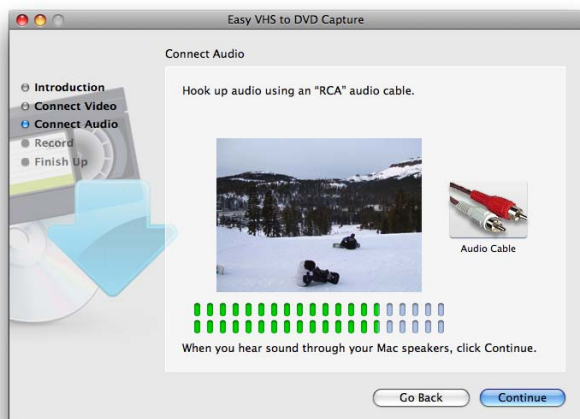 Easy VHS to DVD Capture
Connect Audio
Introduction
Connect Video
Connect Audio
Record
Finish Up
Hook up audio using an “RCA” audio cable.
Audio Cable
When you hear sound through your Mac speakers, click Continue.
Go Back
Continue